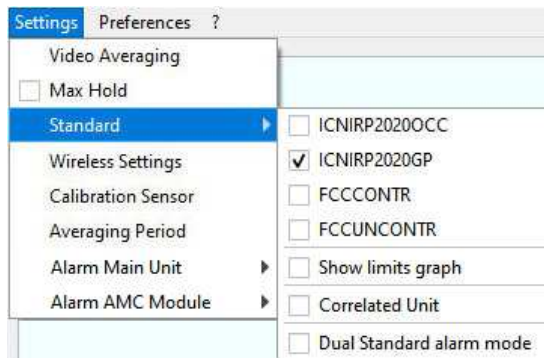 Settings Preferences ?
Video Averaging
Max Hold
Standard
Wireless Settings
Calibration Sensor
Averaging Period
Alarm Main Unit
Alarm AMC Module
ICNIRP2020OCC
ICNIRP2020GP
FCCCONTR
FCCUNCONTR
Show limits graph
Correlated Unit
Dual Standard alarm mode